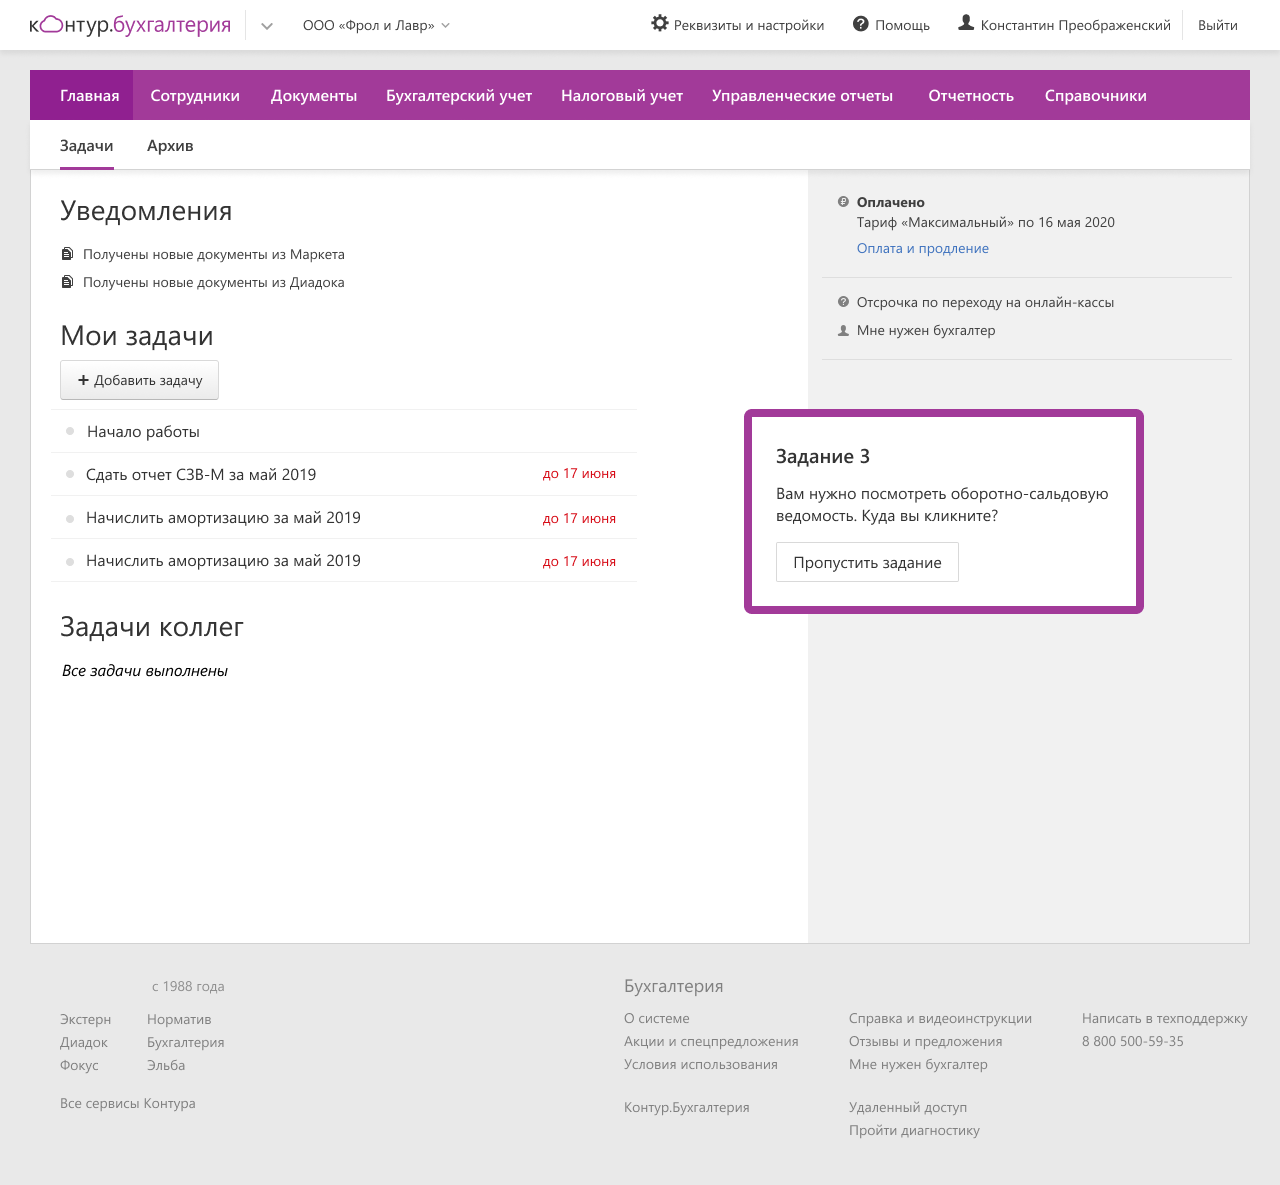 контур.бухгалтерия
ООО «Фрол и Лавр»
Реквизиты и настройки
Помощь
Константин Преображенский
Выйти
Главная
Сотрудники
Документы
Бухгалтерский учет
Налоговый учет
Управленческие отчеты
Отчетность
Справочники
Задачи
Архив
Уведомления
Получены новые документы из Маркета
Получены новые документы из Диадока
Мои задачи
+ Добавить задачу
Начало работы
Сдать отчет СЗВ-М за май 2019
до 17 июня
Начислить амортизацию за май 2019
до 17 июня
Начислить амортизацию за май 2019
до 17 июня
Задачи коллег
Все задачи выполнены
Оплачено
Тариф «Максимальный» по 16 мая 2020
Оплата и продление
Отсрочка по переходу на онлайн-кассы
Мне нужен бухгалтер
Задание 3
Вам нужно посмотреть оборотно-сальдовую
ведомость. Куда вы кликните?
Пропустить задание
с 1988 года
Экстерн
Норматив
Диадок
Бухгалтерия
Фокус
Эльба
Все сервисы Контура
Бухгалтерия
О системе
Акции и спецпредложения
Условия использования
Контур.Бухгалтерия
Справка и видеоинструкции
Отзывы и предложения
Мне нужен бухгалтер
Удаленный доступ
Пройти диагностику
Написать в техподдержку
8 800 500-59-35